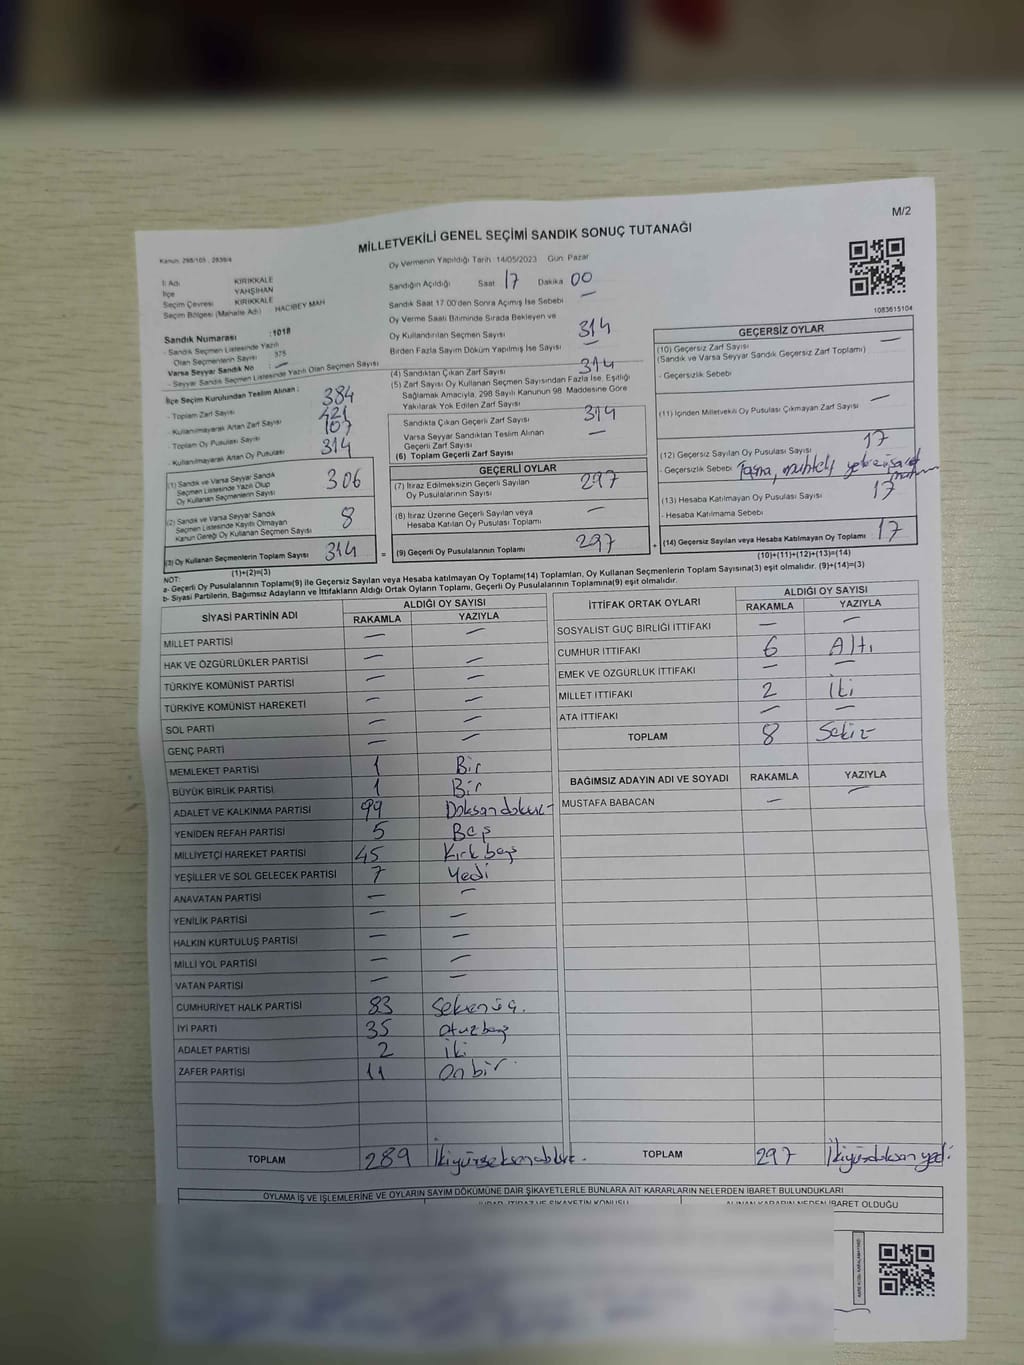 M/2
MİLLETVEKİLİ GENEL SEÇİMİ SANDIK SONUÇ TUTANAĞI
Kanun: 298/105 , 2839/4
Oy Vermenin Yapıldığı Tarih 14/05/2023 Gün: Pazar
İl Adı KIRIKKALE
İlçe YAHŞİHAN
Seçim Çevresi KIRIKKALE
Seçim Bölgesi (Mahalle Adı) HACIBEY MAH
Sandığın Açıldığı Saat 17 Dakika 00
Sandık Saat 17.00'den Sonra Açımış İse Sebebi —
Oy Verme Saati Bitiminde Sırada Bekleyen ve
Oy Kullandırılan Seçmen Sayısı 314
Birden Fazla Sayım Döküm Yapılmış İse Sayısı —
1083615104
Sandık Numarası :1018
- Sandık Seçmen Listesinde Yazılı
Olan Seçmenlerin Sayısı 375
Varsa Seyyar Sandık No —
- Seyyar Sandık Seçmen Listesinde Yazılı Olan Seçmen Sayısı
İlçe Seçim Kurulundan Teslim Alınan :
- Toplam Zarf Sayısı 384
- Kullanılmayarak Artan Zarf Sayısı 421
- Toplam Oy Pusulası Sayısı 107
- Kullanılmayarak Artan Oy Pusulası 314
(1) Sandık ve Varsa Seyyar Sandık
Seçmen Listesinde Yazılı Olup
Oy Kullanan Seçmenlerin Sayısı 306
(2) Sandık ve Varsa Seyyar Sandık
Seçmen Listesinde Kayıtlı Olmayan
Kanun Gereği Oy Kullanan Seçmen Sayısı 8
(3) Oy Kullanan Seçmenlerin Toplam Sayısı 314
(1)+(2)=(3)
(4) Sandıktan Çıkan Zarf Sayısı 314
(5) Zarf Sayısı Oy Kullanan Seçmen Sayısından Fazla İse, Eşitliği
Sağlamak Amacıyla, 298 Sayılı Kanunun 98. Maddesine Göre
Yakılarak Yok Edilen Zarf Sayısı
Sandıkta Çıkan Geçerli Zarf Sayısı 314
Varsa Seyyar Sandıktan Teslim Alınan
Geçerli Zarf Sayısı —
(6) Toplam Geçerli Zarf Sayısı
GEÇERLİ OYLAR
(7) İtiraz Edilmeksizin Geçerli Sayılan
Oy Pusulalarının Sayısı 297
(8) İtiraz Üzerine Geçerli Sayılan veya
Hesaba Katılan Oy Pusulası Toplamı —
= (9) Geçerli Oy Pusulalarının Toplamı 297
GEÇERSİZ OYLAR
(10) Geçersiz Zarf Sayısı —
(Sandık ve Varsa Seyyar Sandık Geçersiz Zarf Toplamı)
- Geçersizlik Sebebi
(11) İçinden Milletvekili Oy Pusulası Çıkmayan Zarf Sayısı —
(12) Geçersiz Sayılan Oy Pusulası Sayısı 17
- Geçersizlik Sebebi Taşma, muhtelif
(13) Hesaba Katılmayan Oy Pusulası Sayısı 17
- Hesaba Katılmama Sebebi
+ (14) Geçersiz Sayılan veya Hesaba Katılmayan Oy Toplamı 17
(10)+(11)+(12)+(13)=(14)
NOT:
a- Geçerli Oy Pusulalarının Toplamı(9) ile Geçersiz Sayılan veya Hesaba katılmayan Oy Toplamı(14) Toplamları, Oy Kullanan Seçmenlerin Toplam Sayısına(3) eşit olmalıdır. (9)+(14)=(3)
b- Siyasi Partilerin, Bağımsız Adayların ve İttifakların Aldığı Ortak Oyların Toplamı, Geçerli Oy Pusulalarının Toplamına(9) eşit olmalıdır.
SİYASİ PARTİNİN ADI ALDIĞI OY SAYISI
RAKAMLA YAZIYLA
MİLLET PARTİSİ — —
HAK VE ÖZGÜRLÜKLER PARTİSİ — —
TÜRKİYE KOMÜNİST PARTİSİ — —
TÜRKİYE KOMÜNİST HAREKETİ — —
SOL PARTİ — —
GENÇ PARTİ — —
MEMLEKET PARTİSİ 1 Bir
BÜYÜK BİRLİK PARTİSİ 1 Bir
ADALET VE KALKINMA PARTİSİ 99 Doksandokuz
YENİDEN REFAH PARTİSİ 5 Beş
MİLLİYETÇİ HAREKET PARTİSİ 45 Kırkbeş
YEŞİLLER VE SOL GELECEK PARTİSİ 7 Yedi
ANAVATAN PARTİSİ — —
YENİLİK PARTİSİ — —
HALKIN KURTULUŞ PARTİSİ — —
MİLLİ YOL PARTİSİ — —
VATAN PARTİSİ — —
CUMHURİYET HALK PARTİSİ 83 Seksenüç.
İYİ PARTİ 35 Otuzbeş
ADALET PARTİSİ 2 İki
ZAFER PARTİSİ 11 Onbir
TOPLAM 289 İkiyüzseksendokuz.
İTTİFAK ORTAK OYLARI ALDIĞI OY SAYISI
RAKAMLA YAZIYLA
SOSYALİST GÜÇ BİRLİĞİ İTTİFAKI — —
CUMHUR İTTİFAKI 6 Altı
EMEK VE ÖZGÜRLÜK İTTİFAKI — —
MİLLET İTTİFAKI 2 İki
ATA İTTİFAKI — —
TOPLAM 8 Sekiz
BAĞIMSIZ ADAYIN ADI VE SOYADI RAKAMLA YAZIYLA
MUSTAFA BABACAN — —
TOPLAM 297 İkiyüzdoksanyedi
OYLAMA İŞ VE İŞLEMLERİNE VE OYLARIN SAYIM DÖKÜMÜNE DAİR ŞİKAYETLERLE BUNLARA AİT KARARLARIN NELERDEN İBARET BULUNDUKLARI
İTİRAZ VE ŞİKAYETİN KONUSU ALINAN KARARIN NEDEN İBARET OLDUĞU